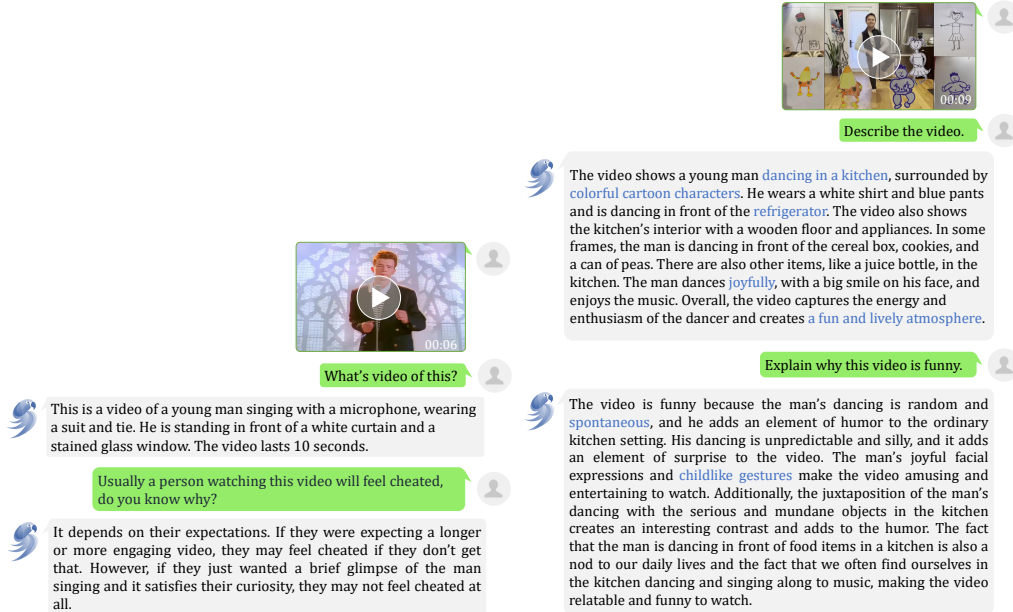 00:06
What's video of this?
This is a video of a young man singing with a microphone, wearing
a suit and tie. He is standing in front of a white curtain and a
stained glass window. The video lasts 10 seconds.
Usually a person watching this video will feel cheated,
do you know why?
It depends on their expectations. If they were expecting a longer
or more engaging video, they may feel cheated if they don't get
that. However, if they just wanted a brief glimpse of the man
singing and it satisfies their curiosity, they may not feel cheated at
all.
00:09
Describe the video.
The video shows a young man dancing in a kitchen, surrounded by
colorful cartoon characters. He wears a white shirt and blue pants
and is dancing in front of the refrigerator. The video also shows
the kitchen's interior with a wooden floor and appliances. In some
frames, the man is dancing in front of the cereal box, cookies, and
a can of peas. There are also other items, like a juice bottle, in the
kitchen. The man dances joyfully, with a big smile on his face, and
enjoys the music. Overall, the video captures the energy and
enthusiasm of the dancer and creates a fun and lively atmosphere.
Explain why this video is funny.
The video is funny because the man's dancing is random and
spontaneous, and he adds an element of humor to the ordinary
kitchen setting. His dancing is unpredictable and silly, and it adds
an element of surprise to the video. The man's joyful facial
expressions and childlike gestures make the video amusing and
entertaining to watch. Additionally, the juxtaposition of the man's
dancing with the serious and mundane objects in the kitchen
creates an interesting contrast and adds to the humor. The fact
that the man is dancing in front of food items in a kitchen is also a
nod to our daily lives and the fact that we often find ourselves in
the kitchen dancing and singing along to music, making the video
relatable and funny to watch.